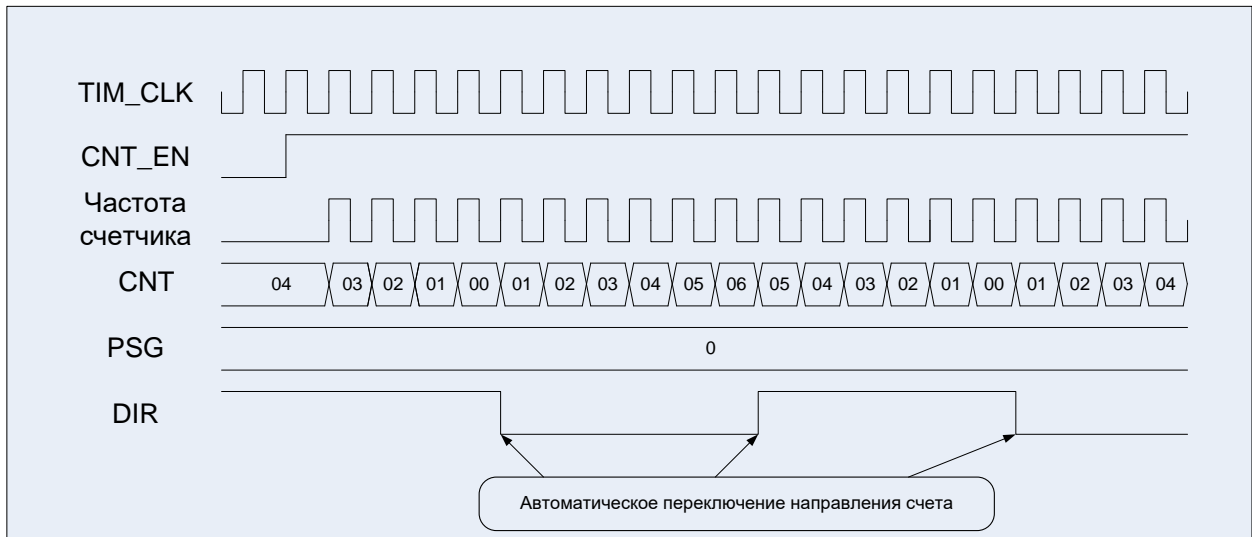 TIM_CLK
CNT_EN
Частота
счетчика
CNT 04 03 02 01 00 01 02 03 04 05 06 05 04 03 02 01 00 01 02 03 04
PSG 0
DIR
Автоматическое переключение направления счета